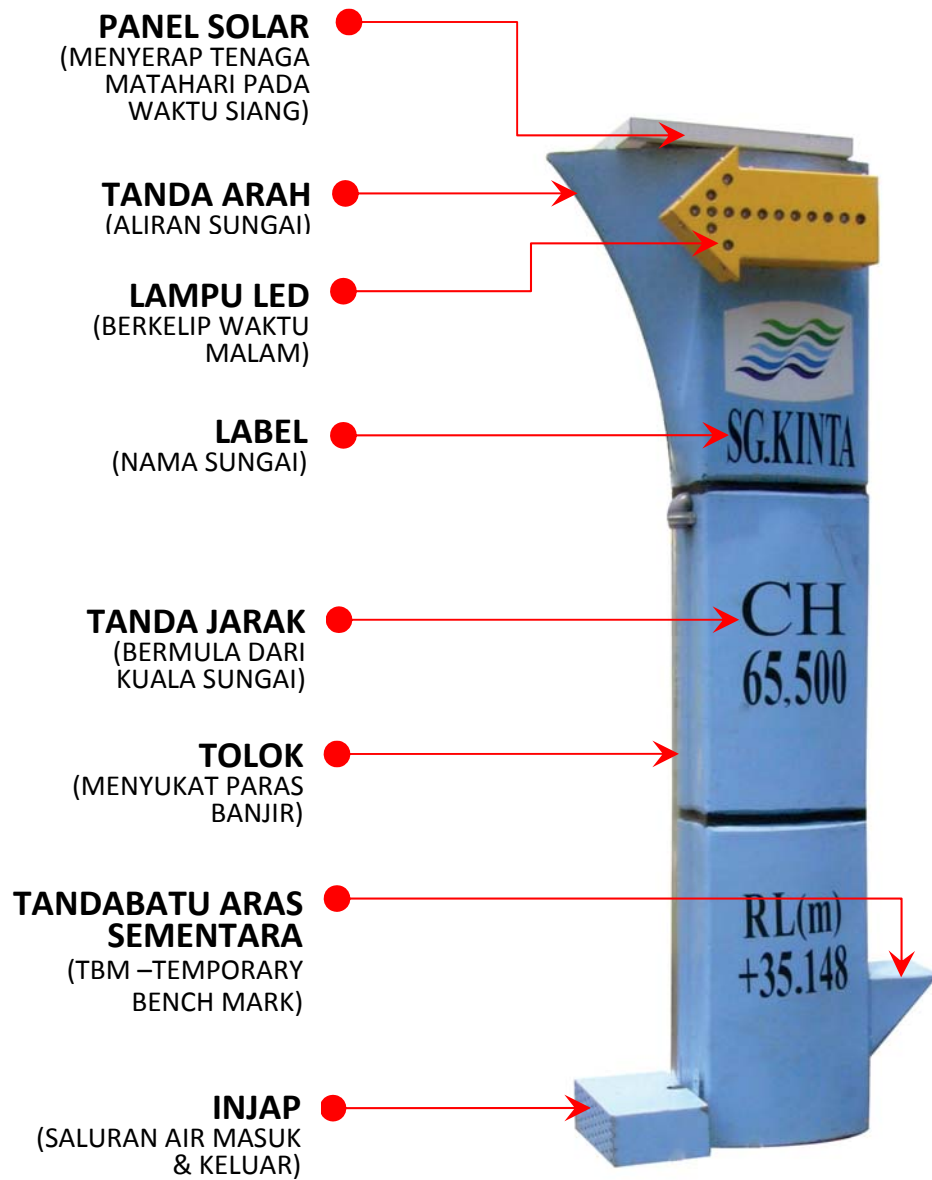 PANEL SOLAR
(MENYERAP TENAGA
MATAHARI PADA
WAKTU SIANG)
TANDA ARAH
(ALIRAN SUNGAI)
LAMPU LED
(BERKELIP WAKTU
MALAM)
LABEL
(NAMA SUNGAI)
SG.KINTA
TANDA JARAK
(BERMULA DARI
KUALA SUNGAI)
CH
65,500
TOLOK
(MENYUKAT PARAS
BANJIR)
TANDABATU ARAS
SEMENTARA
(TBM –TEMPORARY
BENCH MARK)
RL(m)
+35.148
INJAP
(SALURAN AIR MASUK
& KELUAR)